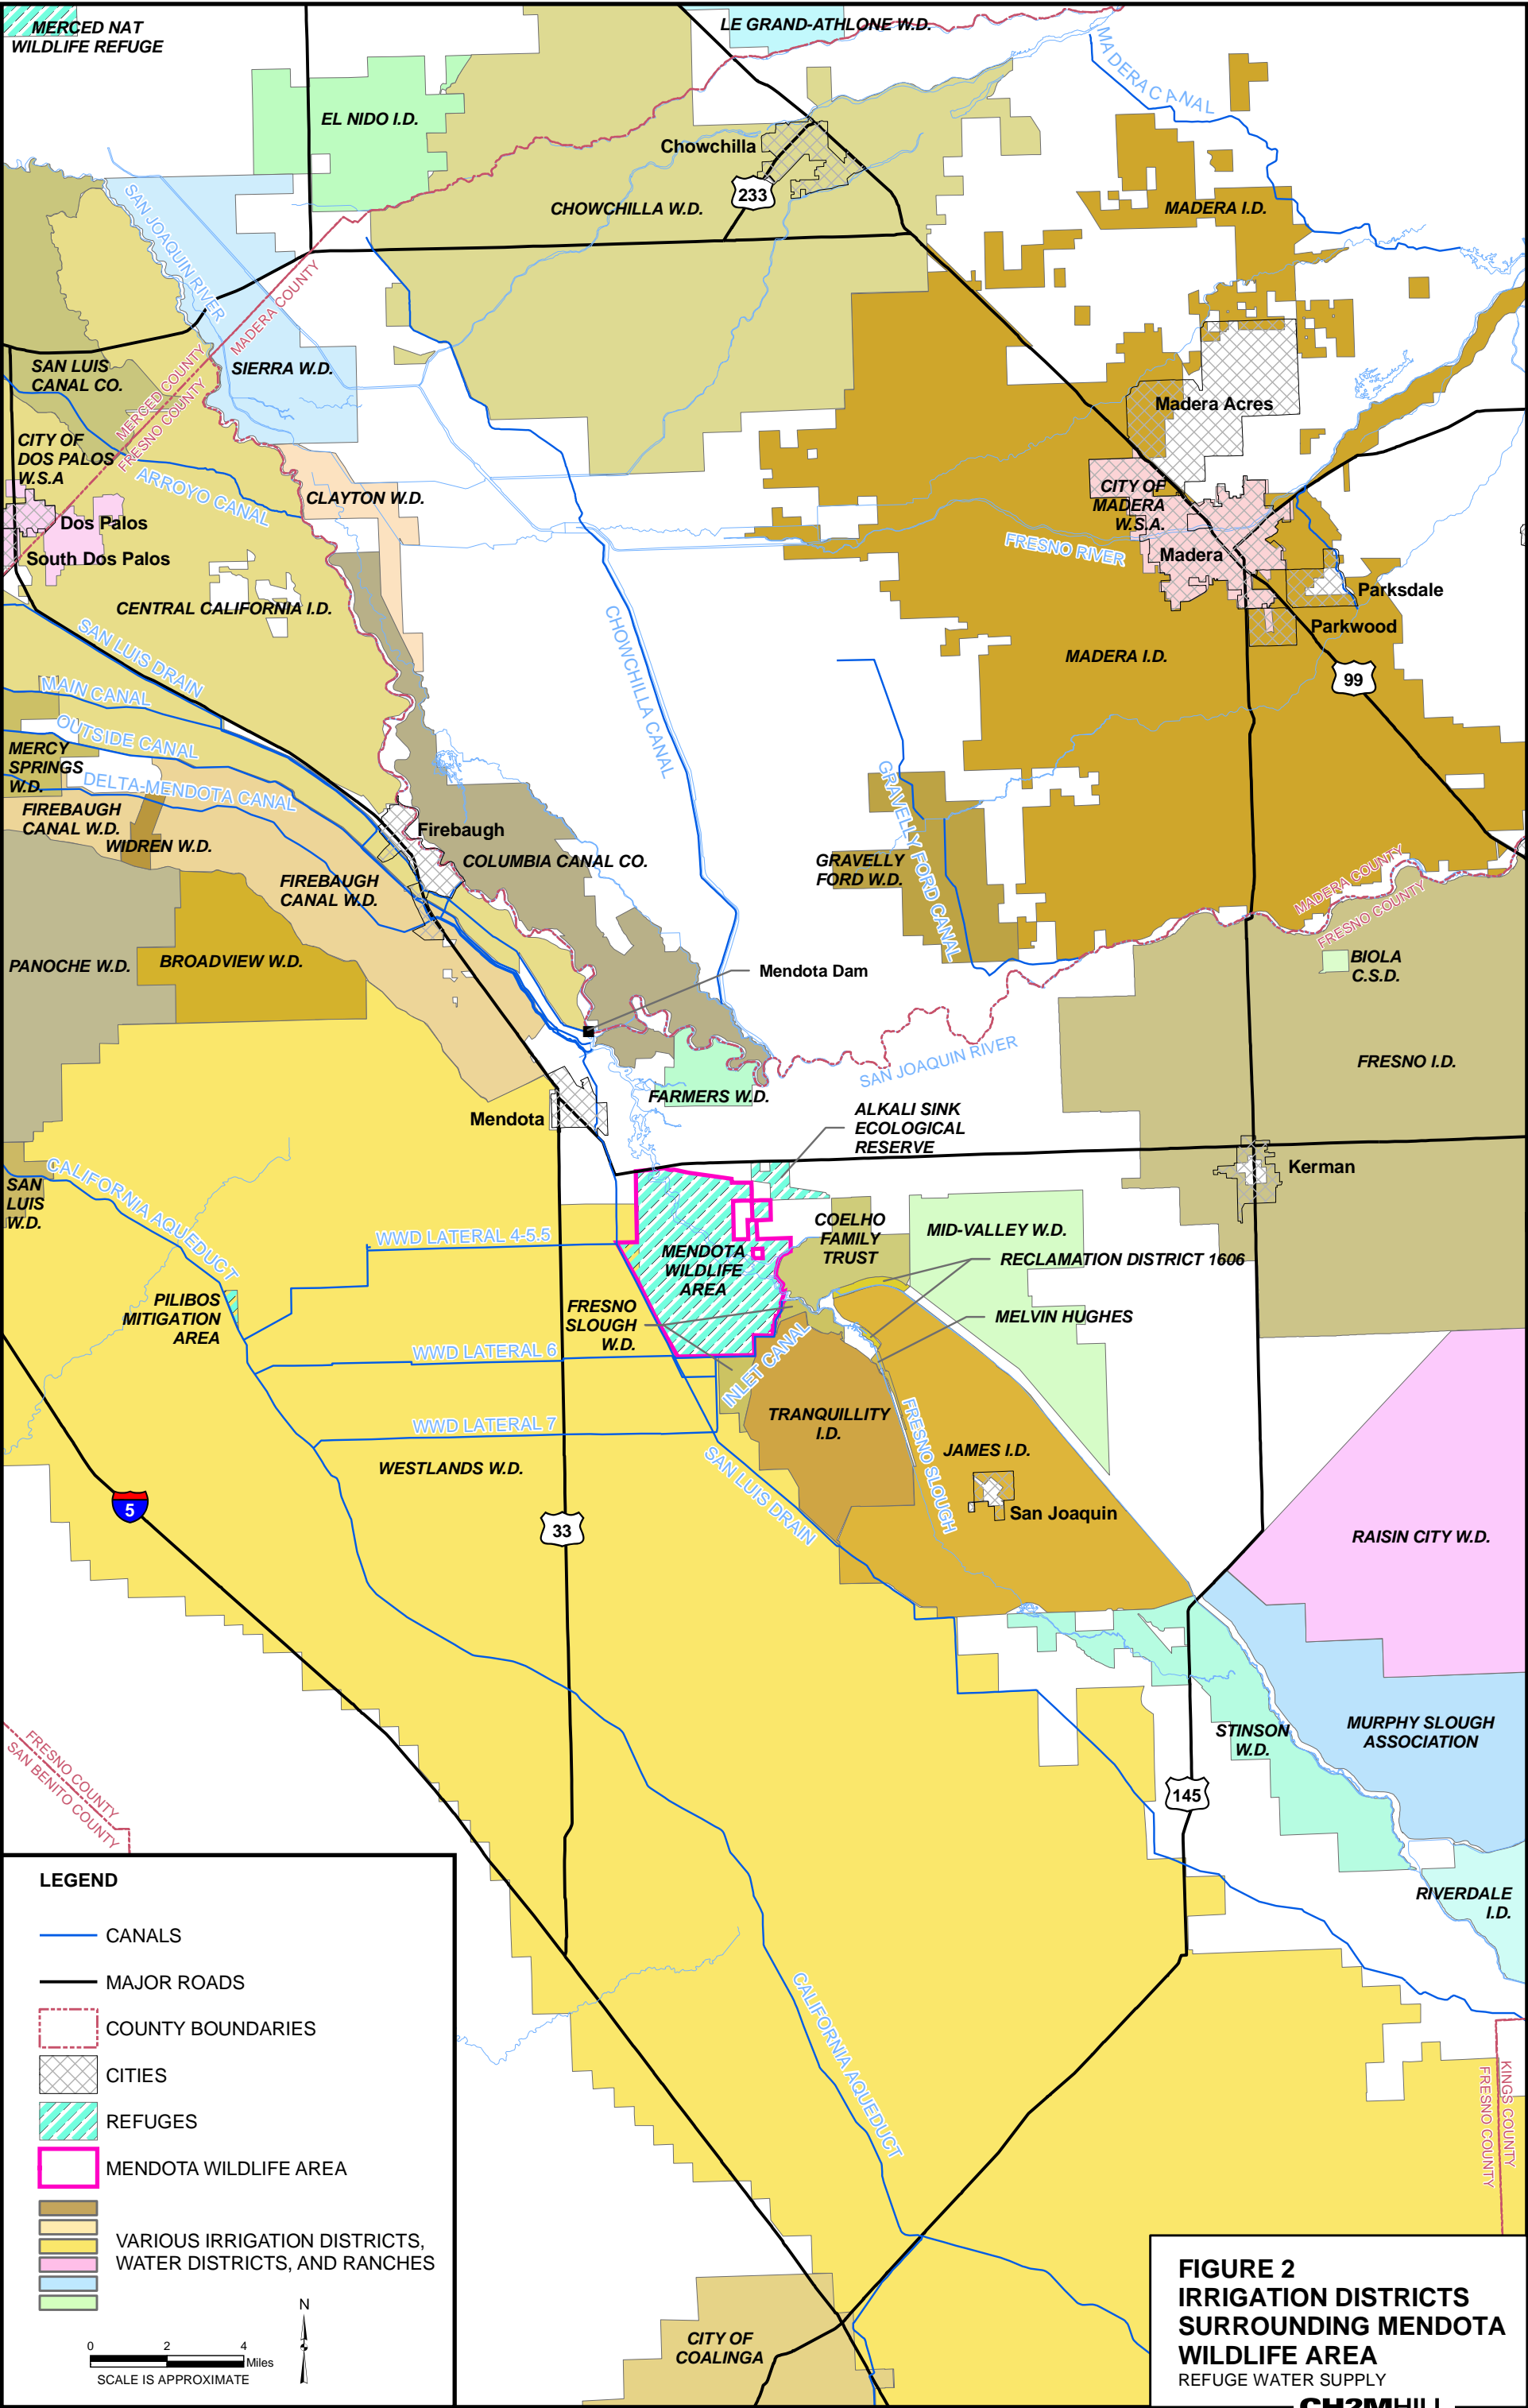 MERCED NAT
WILDLIFE REFUGE
LE GRAND-ATHLONE W.D.
MADERA CANAL
EL NIDO I.D.
Chowchilla
233
CHOWCHILLA W.D.
MADERA I.D.
SAN JOAQUIN RIVER
MADERA COUNTY
MERCED COUNTY
FRESNO COUNTY
SIERRA W.D.
SAN LUIS
CANAL CO.
Madera Acres
CITY OF
DOS PALOS
W.S.A
ARROYO CANAL
CLAYTON W.D.
CITY OF
MADERA
W.S.A.
Dos Palos
South Dos Palos
FRESNO RIVER
Madera
Parksdale
Parkwood
CENTRAL CALIFORNIA I.D.
CHOWCHILLA CANAL
MADERA I.D.
99
SAN LUIS DRAIN
MAIN CANAL
OUTSIDE CANAL
MERCY
SPRINGS
W.D.
DELTA-MENDOTA CANAL
FIREBAUGH
CANAL W.D.
WIDREN W.D.
Firebaugh
COLUMBIA CANAL CO.
GRAVELLY
FORD W.D.
GRAVELLY FORD CANAL
FIREBAUGH
CANAL W.D.
MADERA COUNTY
FRESNO COUNTY
PANOCHE W.D.
BROADVIEW W.D.
Mendota Dam
BIOLA
C.S.D.
SAN JOAQUIN RIVER
FRESNO I.D.
FARMERS W.D.
Mendota
ALKALI SINK
ECOLOGICAL
RESERVE
Kerman
SAN
LUIS
W.D.
CALIFORNIA AQUEDUCT
WWD LATERAL 4-5.5
COELHO
FAMILY
TRUST
MID-VALLEY W.D.
MENDOTA
WILDLIFE
AREA
RECLAMATION DISTRICT 1606
PILIBOS
MITIGATION
AREA
FRESNO
SLOUGH
W.D.
MELVIN HUGHES
WWD LATERAL 6
INLET CANAL
WWD LATERAL 7
TRANQUILLITY
I.D.
FRESNO SLOUGH
JAMES I.D.
WESTLANDS W.D.
SAN LUIS DRAIN
5
33
San Joaquin
RAISIN CITY W.D.
FRESNO COUNTY
SAN BENITO COUNTY
STINSON
W.D.
MURPHY SLOUGH
ASSOCIATION
145
RIVERDALE
I.D.
CALIFORNIA AQUEDUCT
KINGS COUNTY
FRESNO COUNTY
LEGEND
CANALS
MAJOR ROADS
COUNTY BOUNDARIES
CITIES
REFUGES
MENDOTA WILDLIFE AREA
VARIOUS IRRIGATION DISTRICTS,
WATER DISTRICTS, AND RANCHES
N
0 2 4
Miles
SCALE IS APPROXIMATE
CITY OF
COALINGA
FIGURE 2
IRRIGATION DISTRICTS
SURROUNDING MENDOTA
WILDLIFE AREA
REFUGE WATER SUPPLY
CH2MHILL